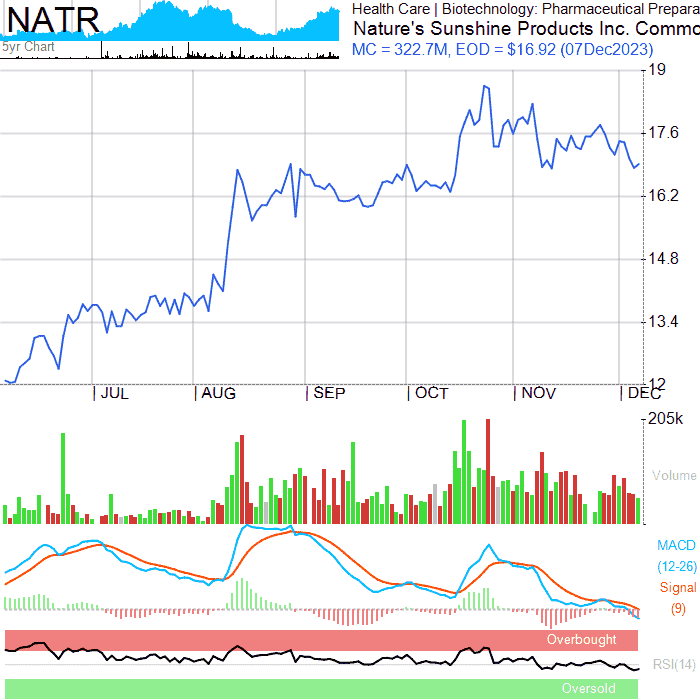 NATR
5yr Chart
Health Care | Biotechnology: Pharmaceutical Prepara
Nature's Sunshine Products Inc. Commo
MC = 322.7M, EOD = $16.92 (07Dec2023)
19
17.6
16.2
14.8
13.4
12
JUL AUG SEP OCT NOV DEC
205k
Volume
MACD
(12-26)
Signal
(9)
Overbought
RSI(14)
Oversold